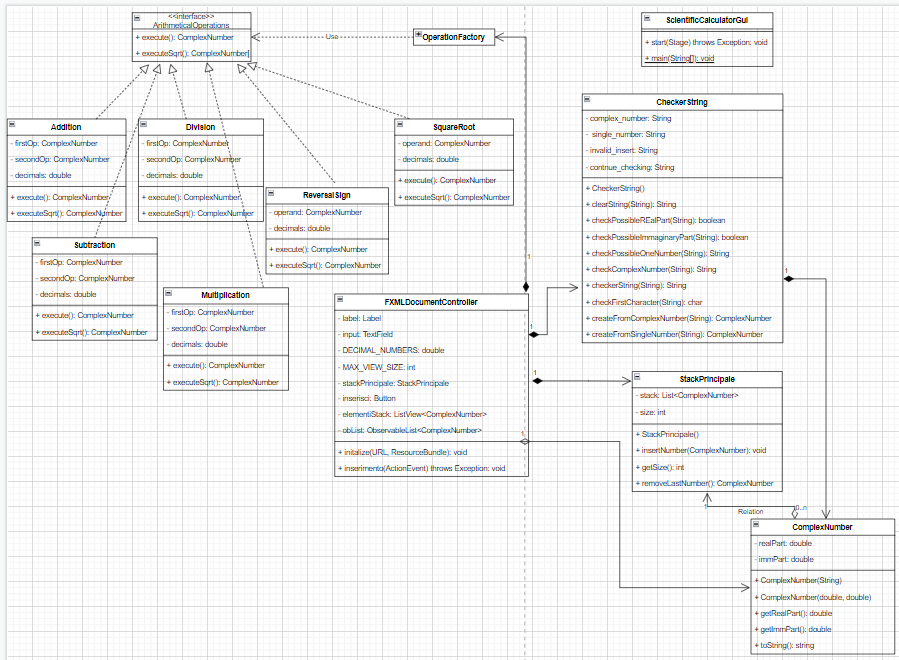 <<interface>>
ArithmeticalOperations
+ execute(): ComplexNumber
+ executeSqrt(): ComplexNumber[
Use
OperationFactory
ScientificCalculatorGui
+ start(Stage) throws Exception: void
+ main(String[]): void
Addition
- firstOp: ComplexNumber
- secondOp: ComplexNumber
- decimals: double
+ execute(): ComplexNumber
+ executeSqrt(): ComplexNumber
Division
- firstOp: ComplexNumber
- secondOp: ComplexNumber
- decimals: double
+ execute(): ComplexNumber
+ executeSqrt(): ComplexNumber
SquareRoot
- operand: ComplexNumber
- decimals: double
+ execute(): ComplexNumber
+ executeSqrt(): ComplexNumber
ReversalSign
- operand: ComplexNumber
- decimals: double
+ execute(): ComplexNumber
+ executeSqrt(): ComplexNumber
Subtraction
- firstOp: ComplexNumber
- secondOp: ComplexNumber
- decimals: double
+ execute(): ComplexNumber
+ executeSqrt(): ComplexNumber
Multiplication
- firstOp: ComplexNumber
- secondOp: ComplexNumber
- decimals: double
+ execute(): ComplexNumber
+ executeSqrt(): ComplexNumber
CheckerString
- complex_number: String
- single_number: String
- invalid_insert: String
- contnue_checking: String
+ CheckerString()
+ clearString(String): String
+ checkPossibleREalPart(String): boolean
+ checkPossibleImmaginaryPart(String): boolean
+ checkPossibleOneNumber(String): String
+ checkComplexNumber(String): String
+ checkerString(String): String
+ checkFirstCharacter(String): char
+ createFromComplexNumber(String): ComplexNumber
+ createFromSingleNumber(String): ComplexNumber
1
1
FXMLDocumentController
- label: Label
- input: TextField
- DECIMAL_NUMBERS: double
- MAX_VIEW_SIZE: int
- stackPrincipale: StackPrincipale
- inserisci: Button
- elementiStack: ListView<ComplexNumber>
- obList: ObservableList<ComplexNumber>
+ initalize(URL, ResourceBundle): void
+ inserimento(ActionEvent) throws Exception: void
1
1
1
StackPrincipale
- stack: List<ComplexNumber>
- size: int
+ StackPrincipale()
+ insertNumber(ComplexNumber): void
+ getSize(): int
+ removeLastNumber(): ComplexNumber
1
Relation
0..n
ComplexNumber
- realPart: double
- immPart: double
+ ComplexNumber(String)
+ ComplexNumber(double, double)
+ getRealPart(): double
+ getImmPart(): double
+ toString(): string